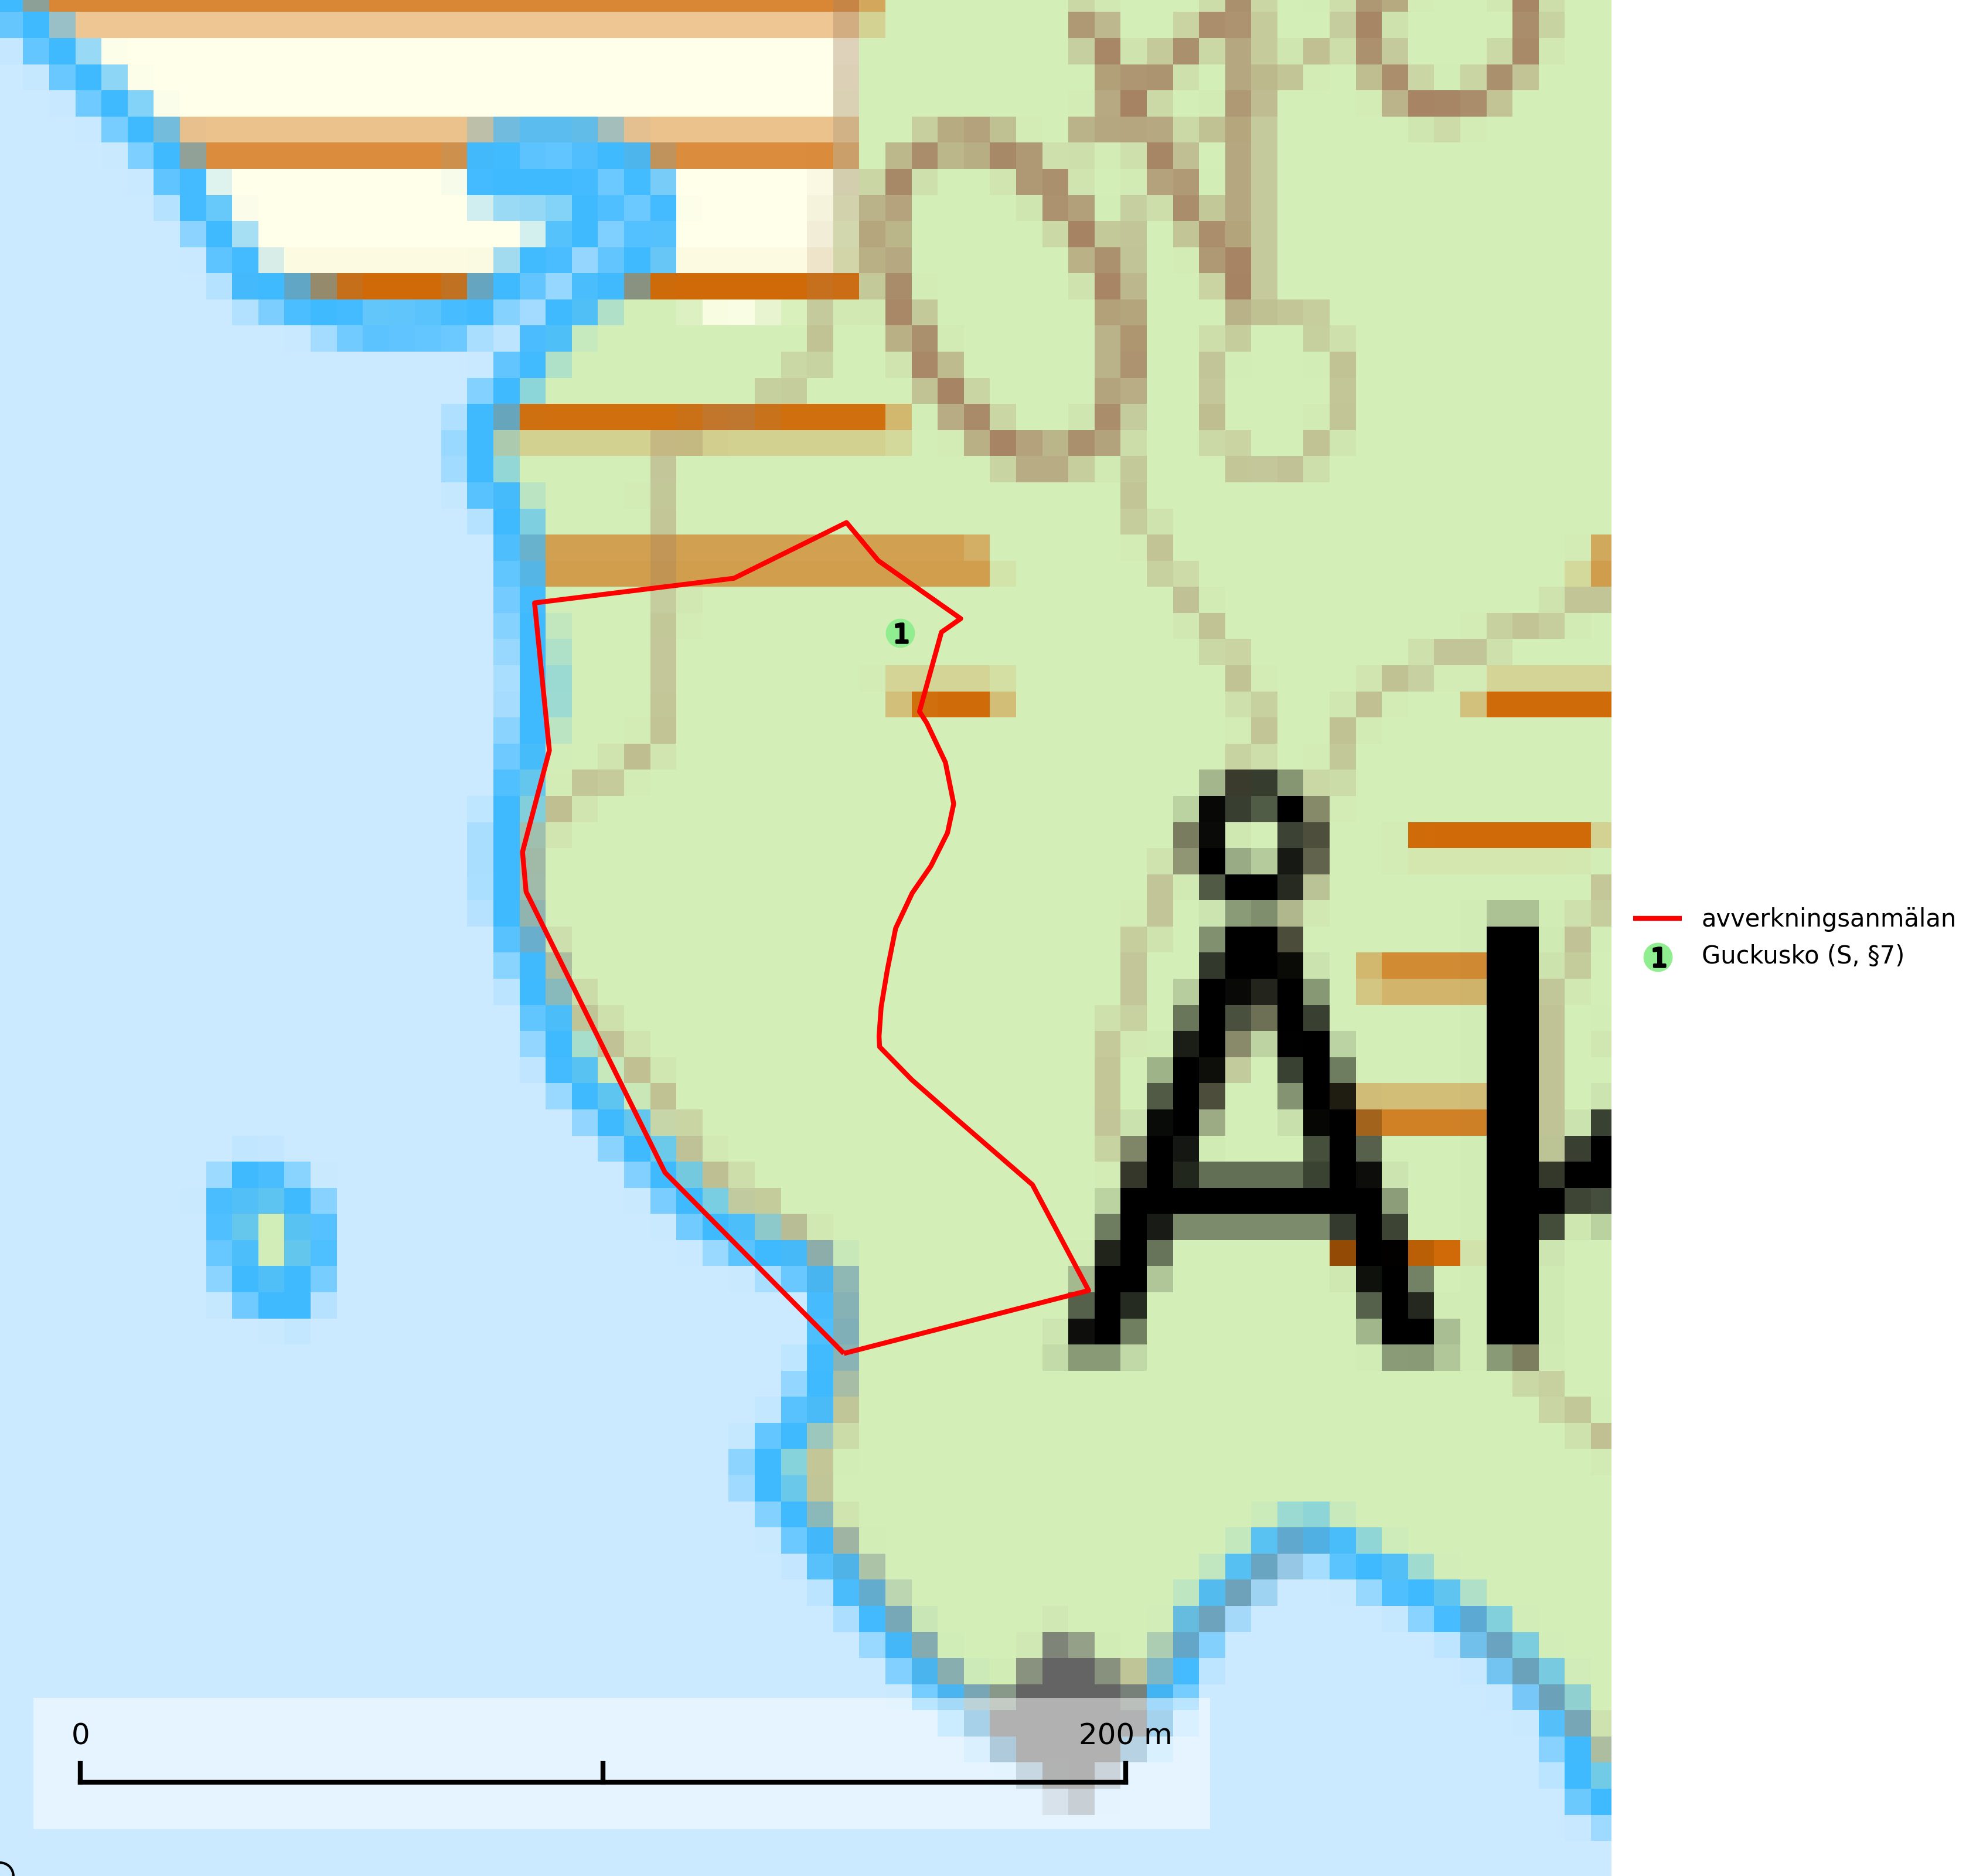 1
Å
avverkningsanmälan
1 Guckusko (S, §7)
0 200 m